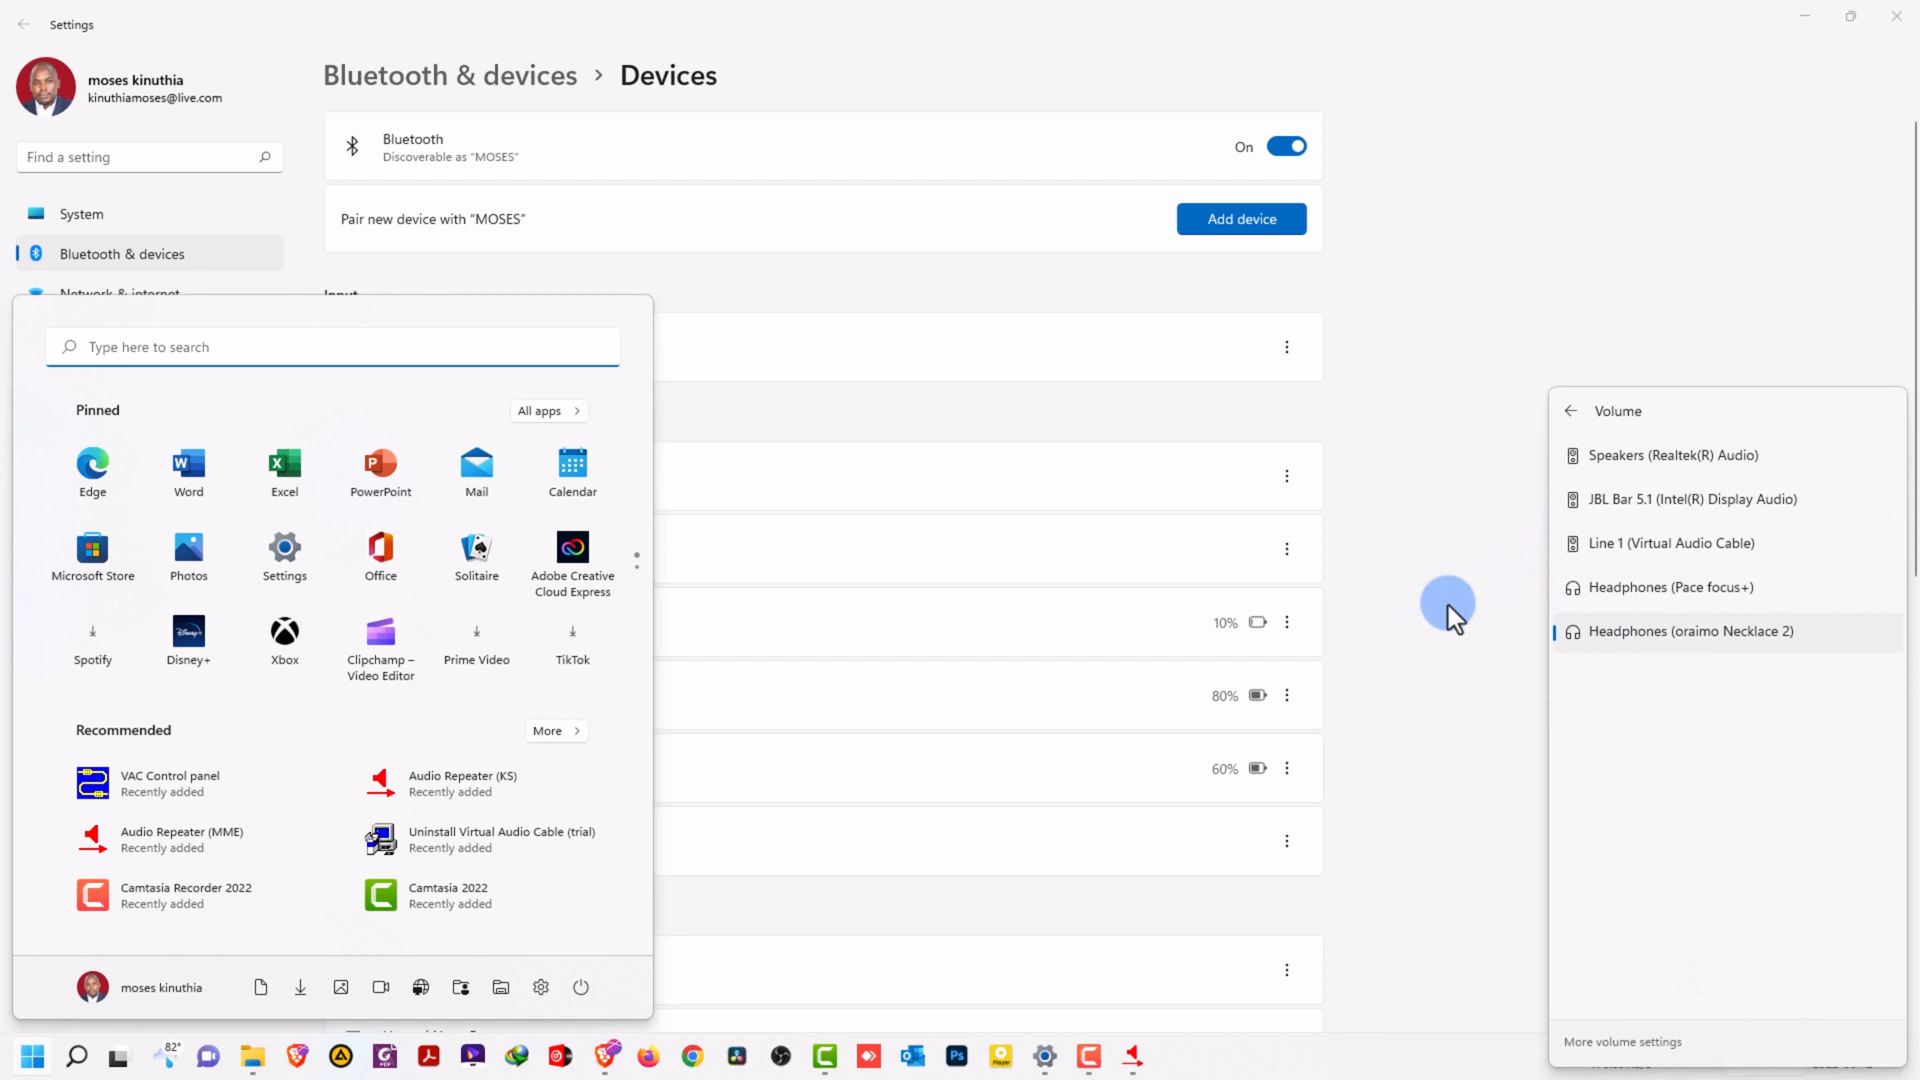 Settings
moses kinuthia
kinuthiamoses@live.com
Find a setting
System
Bluetooth & devices
Network & internet
Bluetooth & devices > Devices
Bluetooth
Discoverable as “MOSES”
On
Pair new device with “MOSES”
Add device
Input
10%
80%
60%
Type here to search
Pinned
All apps >
Edge
Word
Excel
PowerPoint
Mail
Calendar
Microsoft Store
Photos
Settings
Office
Solitaire
Adobe Creative
Cloud Express
Spotify
Disney+
Xbox
Clipchamp –
Video Editor
Prime Video
TikTok
Recommended
More >
VAC Control panel
Recently added
Audio Repeater (KS)
Recently added
Audio Repeater (MME)
Recently added
Uninstall Virtual Audio Cable (trial)
Recently added
Camtasia Recorder 2022
Recently added
Camtasia 2022
Recently added
moses kinuthia
Volume
Speakers (Realtek(R) Audio)
JBL Bar 5.1 (Intel(R) Display Audio)
Line 1 (Virtual Audio Cable)
Headphones (Pace focus+)
Headphones (oraimo Necklace 2)
More volume settings
82°